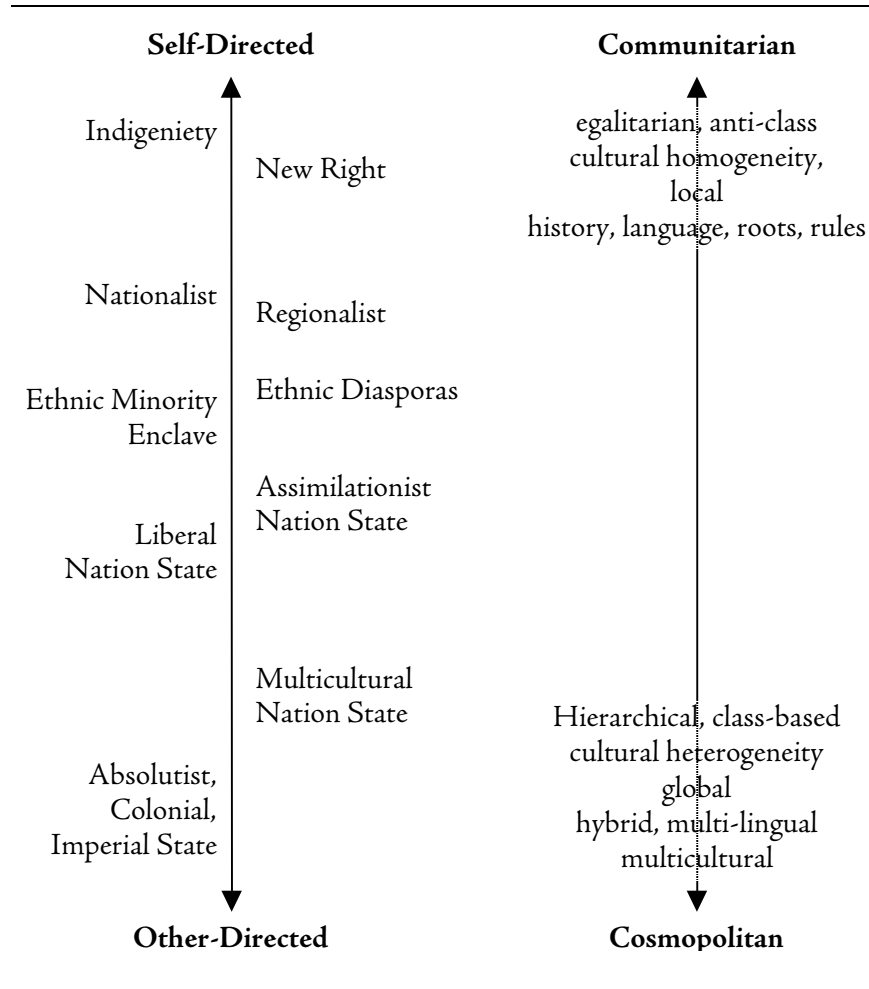 Self-Directed
Communitarian
Indigeniety
New Right
egalitarian, anti-class
cultural homogeneity,
local
history, language, roots, rules
Nationalist
Regionalist
Ethnic Diasporas
Ethnic Minority
Enclave
Assimilationist
Nation State
Liberal
Nation State
Multicultural
Nation State
Hierarchical, class-based
cultural heterogeneity
global
hybrid, multi-lingual
multicultural
Absolutist,
Colonial,
Imperial State
Other-Directed
Cosmopolitan